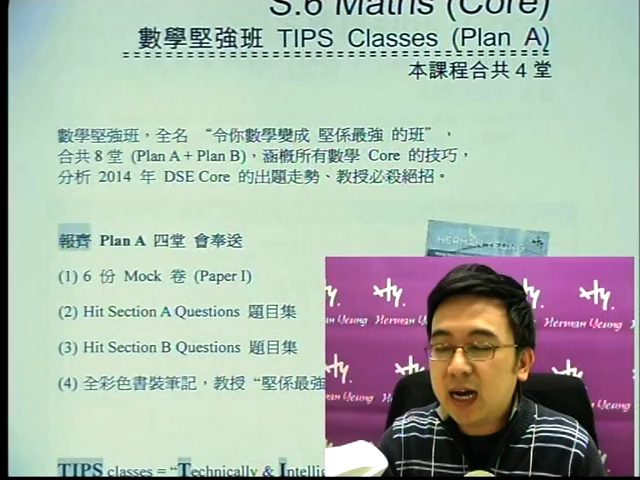 S.6 Maths (Core)
數學堅強班 TIPS Classes (Plan A)
本課程合共 4 堂
數學堅強班，全名 “令你數學變成 堅係最強 的班”，
合共 8 堂 (Plan A + Plan B)，涵概所有數學 Core 的技巧，
分析 2014 年 DSE Core 的出題走勢、教授必殺絕招。
報齊 Plan A 四堂 會奉送
(1) 6 份 Mock 卷 (Paper I)
(2) Hit Section A Questions 題目集
(3) Hit Section B Questions 題目集
(4) 全彩色書裝筆記，教授 “堅係最強
TIPS classes = “Technically & Intelli
HERMAN YEUNG
hy.
Herman Yeung